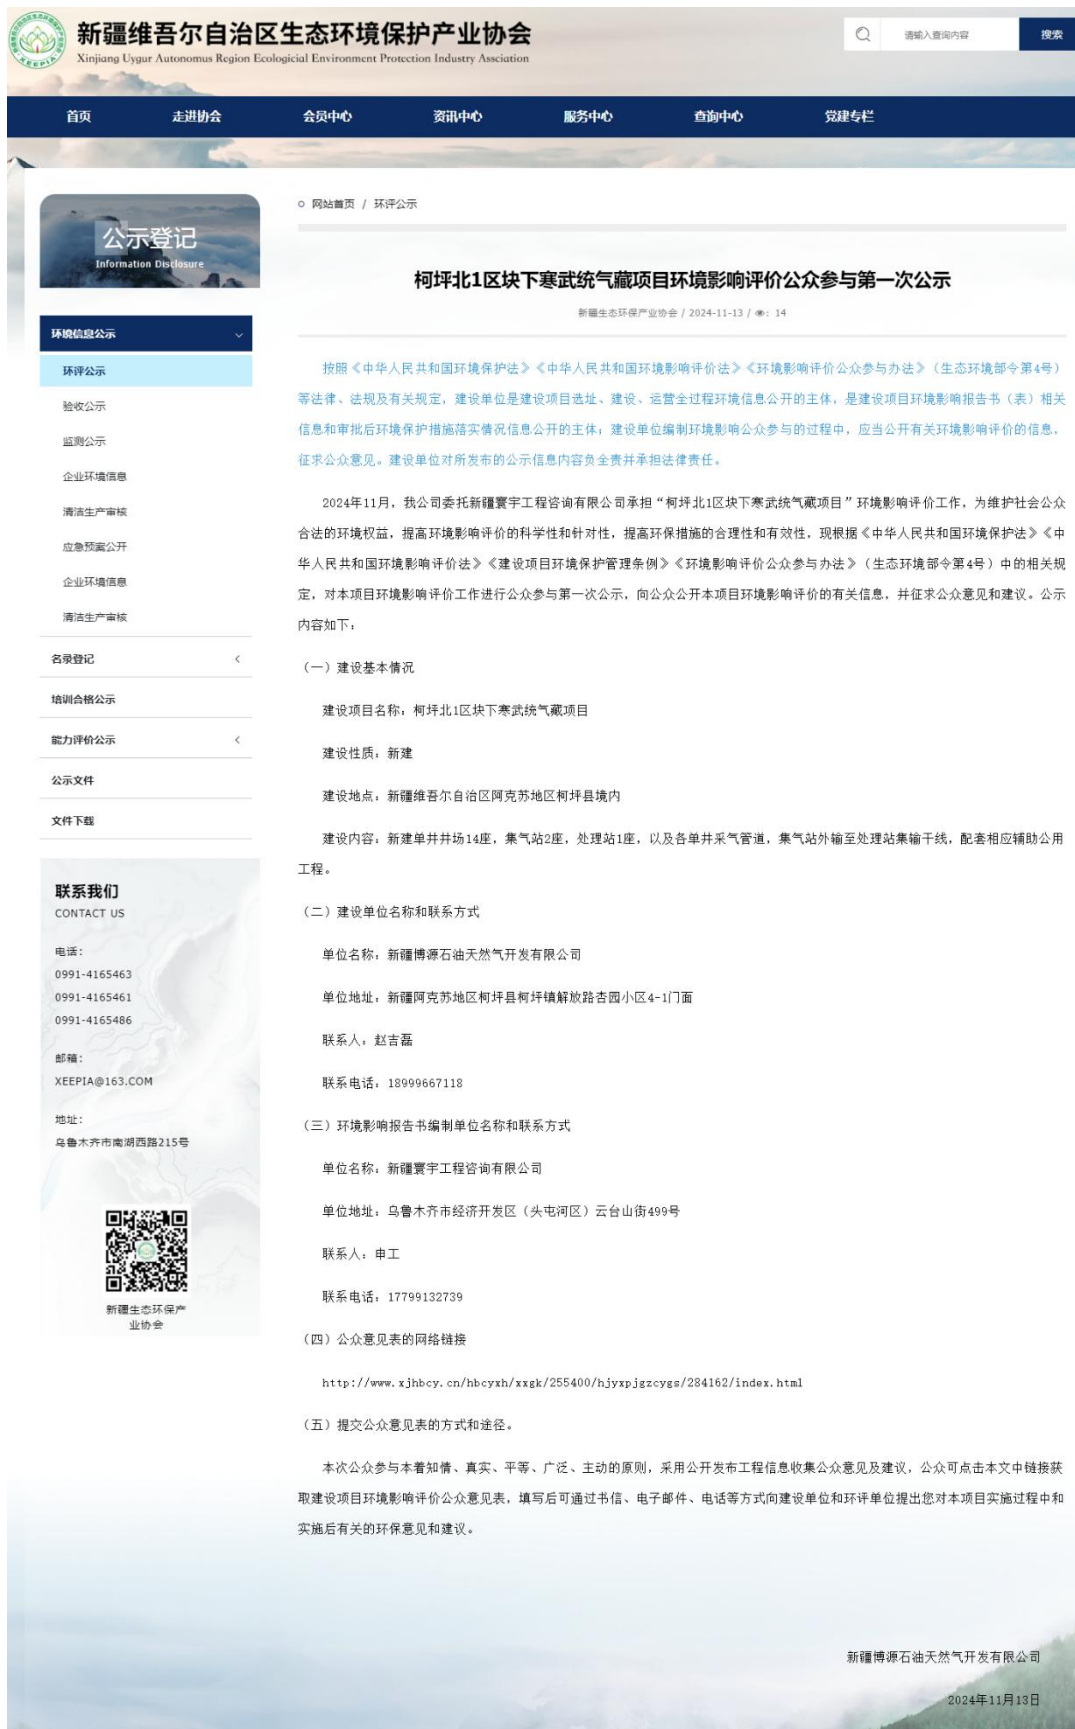 新疆维吾尔自治区生态环境保护产业协会
Xinjiang Uygur Autonomus Region Ecologicial Environment Protection Industry Assciation
请输入查询内容
搜索
首页 走进协会 会员中心 资讯中心 服务中心 查询中心 党建专栏
公示登记
Information Disclosure
环境信息公示
环评公示
验收公示
监测公示
企业环境信息
清洁生产审核
应急预案公开
企业环境信息
清洁生产审核
名录登记
培训合格公示
能力评价公示
公示文件
文件下载
联系我们
CONTACT US
电话：
0991-4165463
0991-4165461
0991-4165486
邮箱：
XEEPIA@163.COM
地址：
乌鲁木齐市南湖西路215号
新疆生态环保产
业协会
网站首页 / 环评公示
柯坪北1区块下寒武统气藏项目环境影响评价公众参与第一次公示
新疆生态环保产业协会 / 2024-11-13 / : 14
按照《中华人民共和国环境保护法》《中华人民共和国环境影响评价法》《环境影响评价公众参与办法》（生态环境部令第4号）
等法律、法规及有关规定，建设单位是建设项目选址、建设、运营全过程环境信息公开的主体，是建设项目环境影响报告书（表）相关
信息和审批后环境保护措施落实情况信息公开的主体；建设单位编制环境影响公众参与的过程中，应当公开有关环境影响评价的信息，
征求公众意见。建设单位对所发布的公示信息内容负全责并承担法律责任。
2024年11月，我公司委托新疆寰宇工程咨询有限公司承担“柯坪北1区块下寒武统气藏项目”环境影响评价工作，为维护社会公众
合法的环境权益，提高环境影响评价的科学性和针对性，提高环保措施的合理性和有效性，现根据《中华人民共和国环境保护法》《中
华人民共和国环境影响评价法》《建设项目环境保护管理条例》《环境影响评价公众参与办法》（生态环境部令第4号）中的相关规
定，对本项目环境影响评价工作进行公众参与第一次公示，向公众公开本项目环境影响评价的有关信息，并征求公众意见和建议。公示
内容如下：
（一）建设基本情况
建设项目名称：柯坪北1区块下寒武统气藏项目
建设性质：新建
建设地点：新疆维吾尔自治区阿克苏地区柯坪县境内
建设内容：新建单井井场14座，集气站2座，处理站1座，以及各单井采气管道，集气站外输至处理站集输干线，配套相应辅助公用
工程。
（二）建设单位名称和联系方式
单位名称：新疆博源石油天然气开发有限公司
单位地址：新疆阿克苏地区柯坪县柯坪镇解放路杏园小区4-1门面
联系人：赵吉磊
联系电话：18999667118
（三）环境影响报告书编制单位名称和联系方式
单位名称：新疆寰宇工程咨询有限公司
单位地址：乌鲁木齐市经济开发区（头屯河区）云台山街499号
联系人：申工
联系电话：17799132739
（四）公众意见表的网络链接
http://www.xjhbcy.cn/hbcyxh/xxgk/255400/hjyxpjgzcygs/284162/index.html
（五）提交公众意见表的方式和途径。
本次公众参与本着知情、真实、平等、广泛、主动的原则，采用公开发布工程信息收集公众意见及建议，公众可点击本文中链接获
取建设项目环境影响评价公众意见表，填写后可通过书信、电子邮件、电话等方式向建设单位和环评单位提出您对本项目实施过程中和
实施后有关的环保意见和建议。
新疆博源石油天然气开发有限公司
2024年11月13日